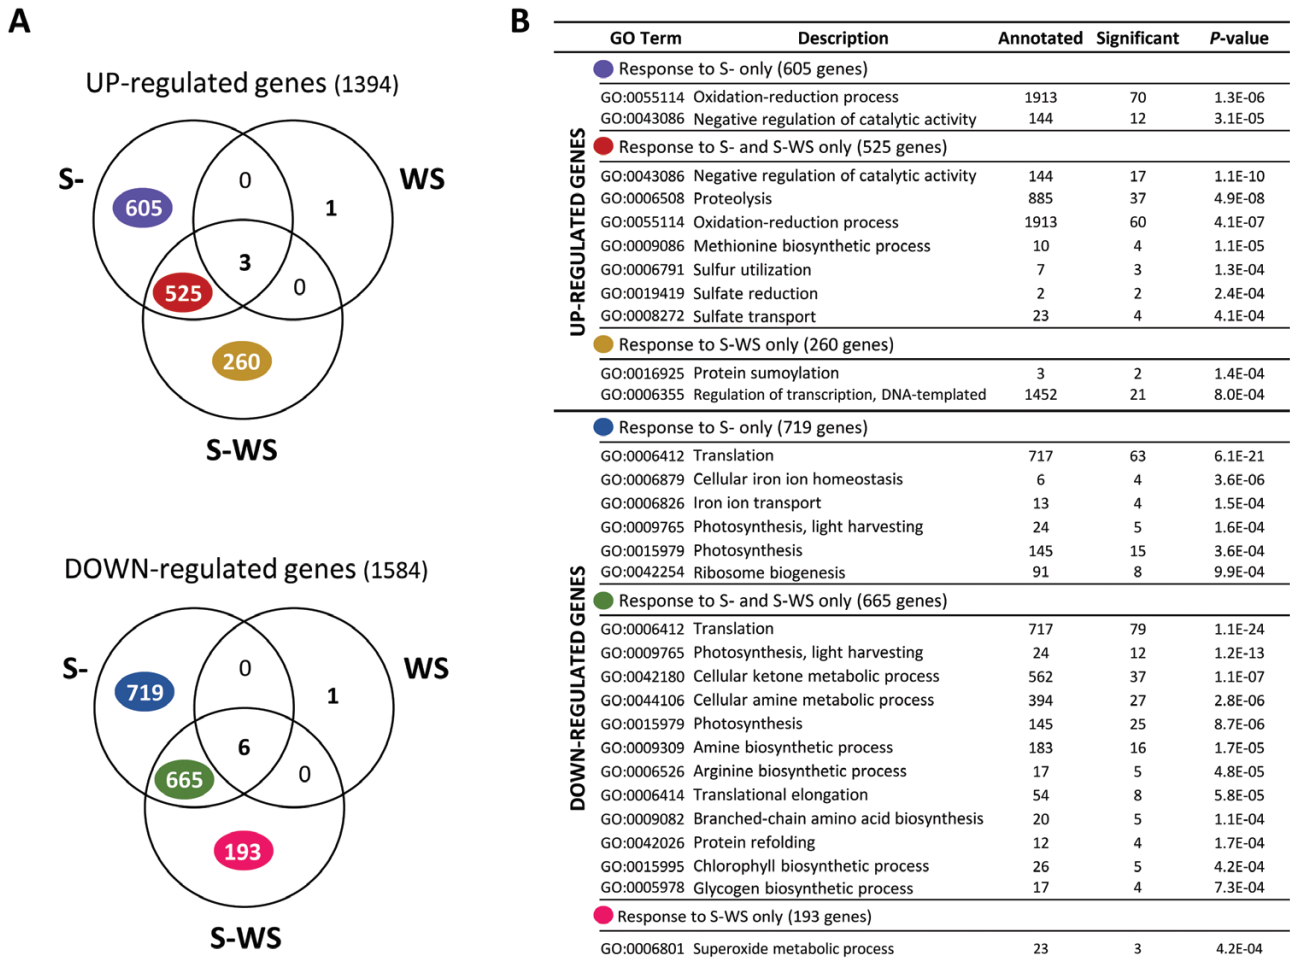 A
UP-regulated genes (1394)
S-
WS
605
0
1
3
525
0
260
S-WS
DOWN-regulated genes (1584)
S-
WS
719
0
1
6
665
0
193
S-WS
B
GO Term Description Annotated Significant P-value
UP-REGULATED GENES
Response to S- only (605 genes)
GO:0055114 Oxidation-reduction process 1913 70 1.3E-06
GO:0043086 Negative regulation of catalytic activity 144 12 3.1E-05
Response to S- and S-WS only (525 genes)
GO:0043086 Negative regulation of catalytic activity 144 17 1.1E-10
GO:0006508 Proteolysis 885 37 4.9E-08
GO:0055114 Oxidation-reduction process 1913 60 4.1E-07
GO:0009086 Methionine biosynthetic process 10 4 1.1E-05
GO:0006791 Sulfur utilization 7 3 1.3E-04
GO:0019419 Sulfate reduction 2 2 2.4E-04
GO:0008272 Sulfate transport 23 4 4.1E-04
Response to S-WS only (260 genes)
GO:0016925 Protein sumoylation 3 2 1.4E-04
GO:0006355 Regulation of transcription, DNA-templated 1452 21 8.0E-04
DOWN-REGULATED GENES
Response to S- only (719 genes)
GO:0006412 Translation 717 63 6.1E-21
GO:0006879 Cellular iron ion homeostasis 6 4 3.6E-06
GO:0006826 Iron ion transport 13 4 1.5E-04
GO:0009765 Photosynthesis, light harvesting 24 5 1.6E-04
GO:0015979 Photosynthesis 145 15 3.6E-04
GO:0042254 Ribosome biogenesis 91 8 9.9E-04
Response to S- and S-WS only (665 genes)
GO:0006412 Translation 717 79 1.1E-24
GO:0009765 Photosynthesis, light harvesting 24 12 1.2E-13
GO:0042180 Cellular ketone metabolic process 562 37 1.1E-07
GO:0044106 Cellular amine metabolic process 394 27 2.8E-06
GO:0015979 Photosynthesis 145 25 8.7E-06
GO:0009309 Amine biosynthetic process 183 16 1.7E-05
GO:0006526 Arginine biosynthetic process 17 5 4.8E-05
GO:0006414 Translational elongation 54 8 5.8E-05
GO:0009082 Branched-chain amino acid biosynthesis 20 5 1.1E-04
GO:0042026 Protein refolding 12 4 1.7E-04
GO:0015995 Chlorophyll biosynthetic process 26 5 4.2E-04
GO:0005978 Glycogen biosynthetic process 17 4 7.3E-04
Response to S-WS only (193 genes)
GO:0006801 Superoxide metabolic process 23 3 4.2E-04